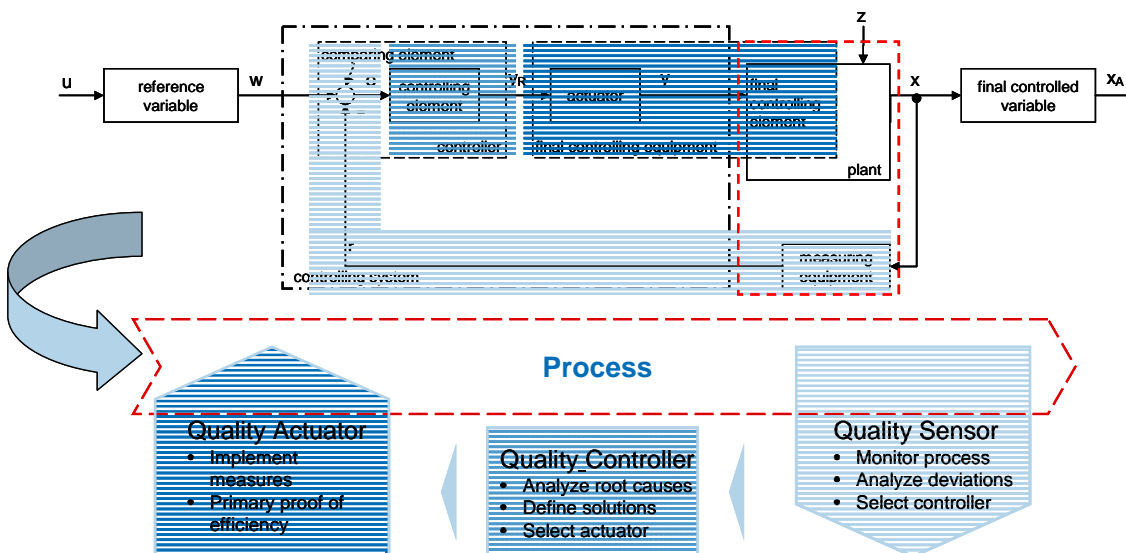 z
comparing element
u
reference
variable
w
e
controlling
element
yR
actuator
y
final
controlling
element
x
final controlled
variable
xA
controller
final controlling equipment
plant
r
measuring
equipment
controlling system
Process
Quality Actuator
• Implement
measures
• Primary proof of
efficiency
Quality Controller
• Analyze root causes
• Define solutions
• Select actuator
Quality Sensor
• Monitor process
• Analyze deviations
• Select controller